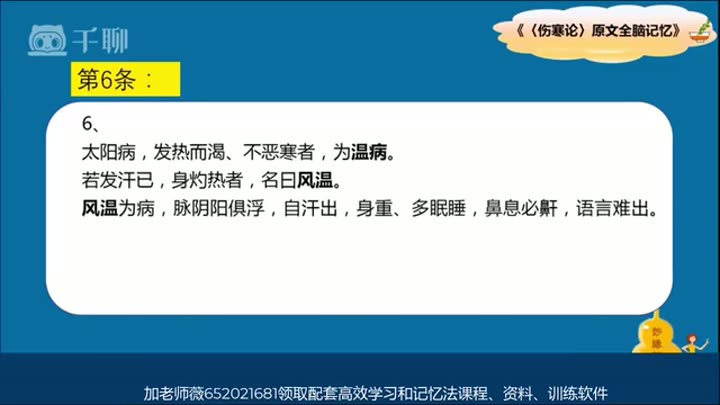 千聊
《〈伤寒论〉原文全脑记忆》
第6条：
6、
太阳病，发热而渴、不恶寒者，为温病。
若发汗已，身灼热者，名曰风温。
风温为病，脉阴阳俱浮，自汗出，身重、多眠睡，鼻息必鼾，语言难出。
加老师薇652021681领取配套高效学习和记忆法课程、资料、训练软件